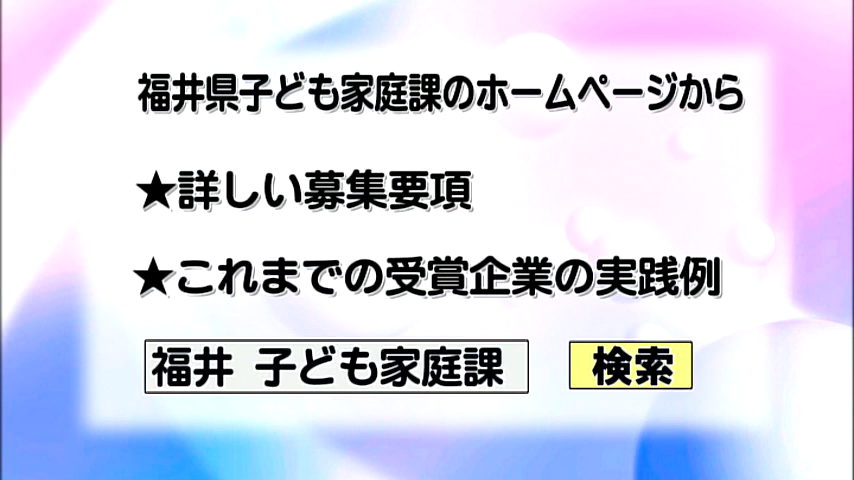 福井県子ども家庭課のホームページから
★詳しい募集要項
★これまでの受賞企業の実践例
福井 子ども家庭課 検索